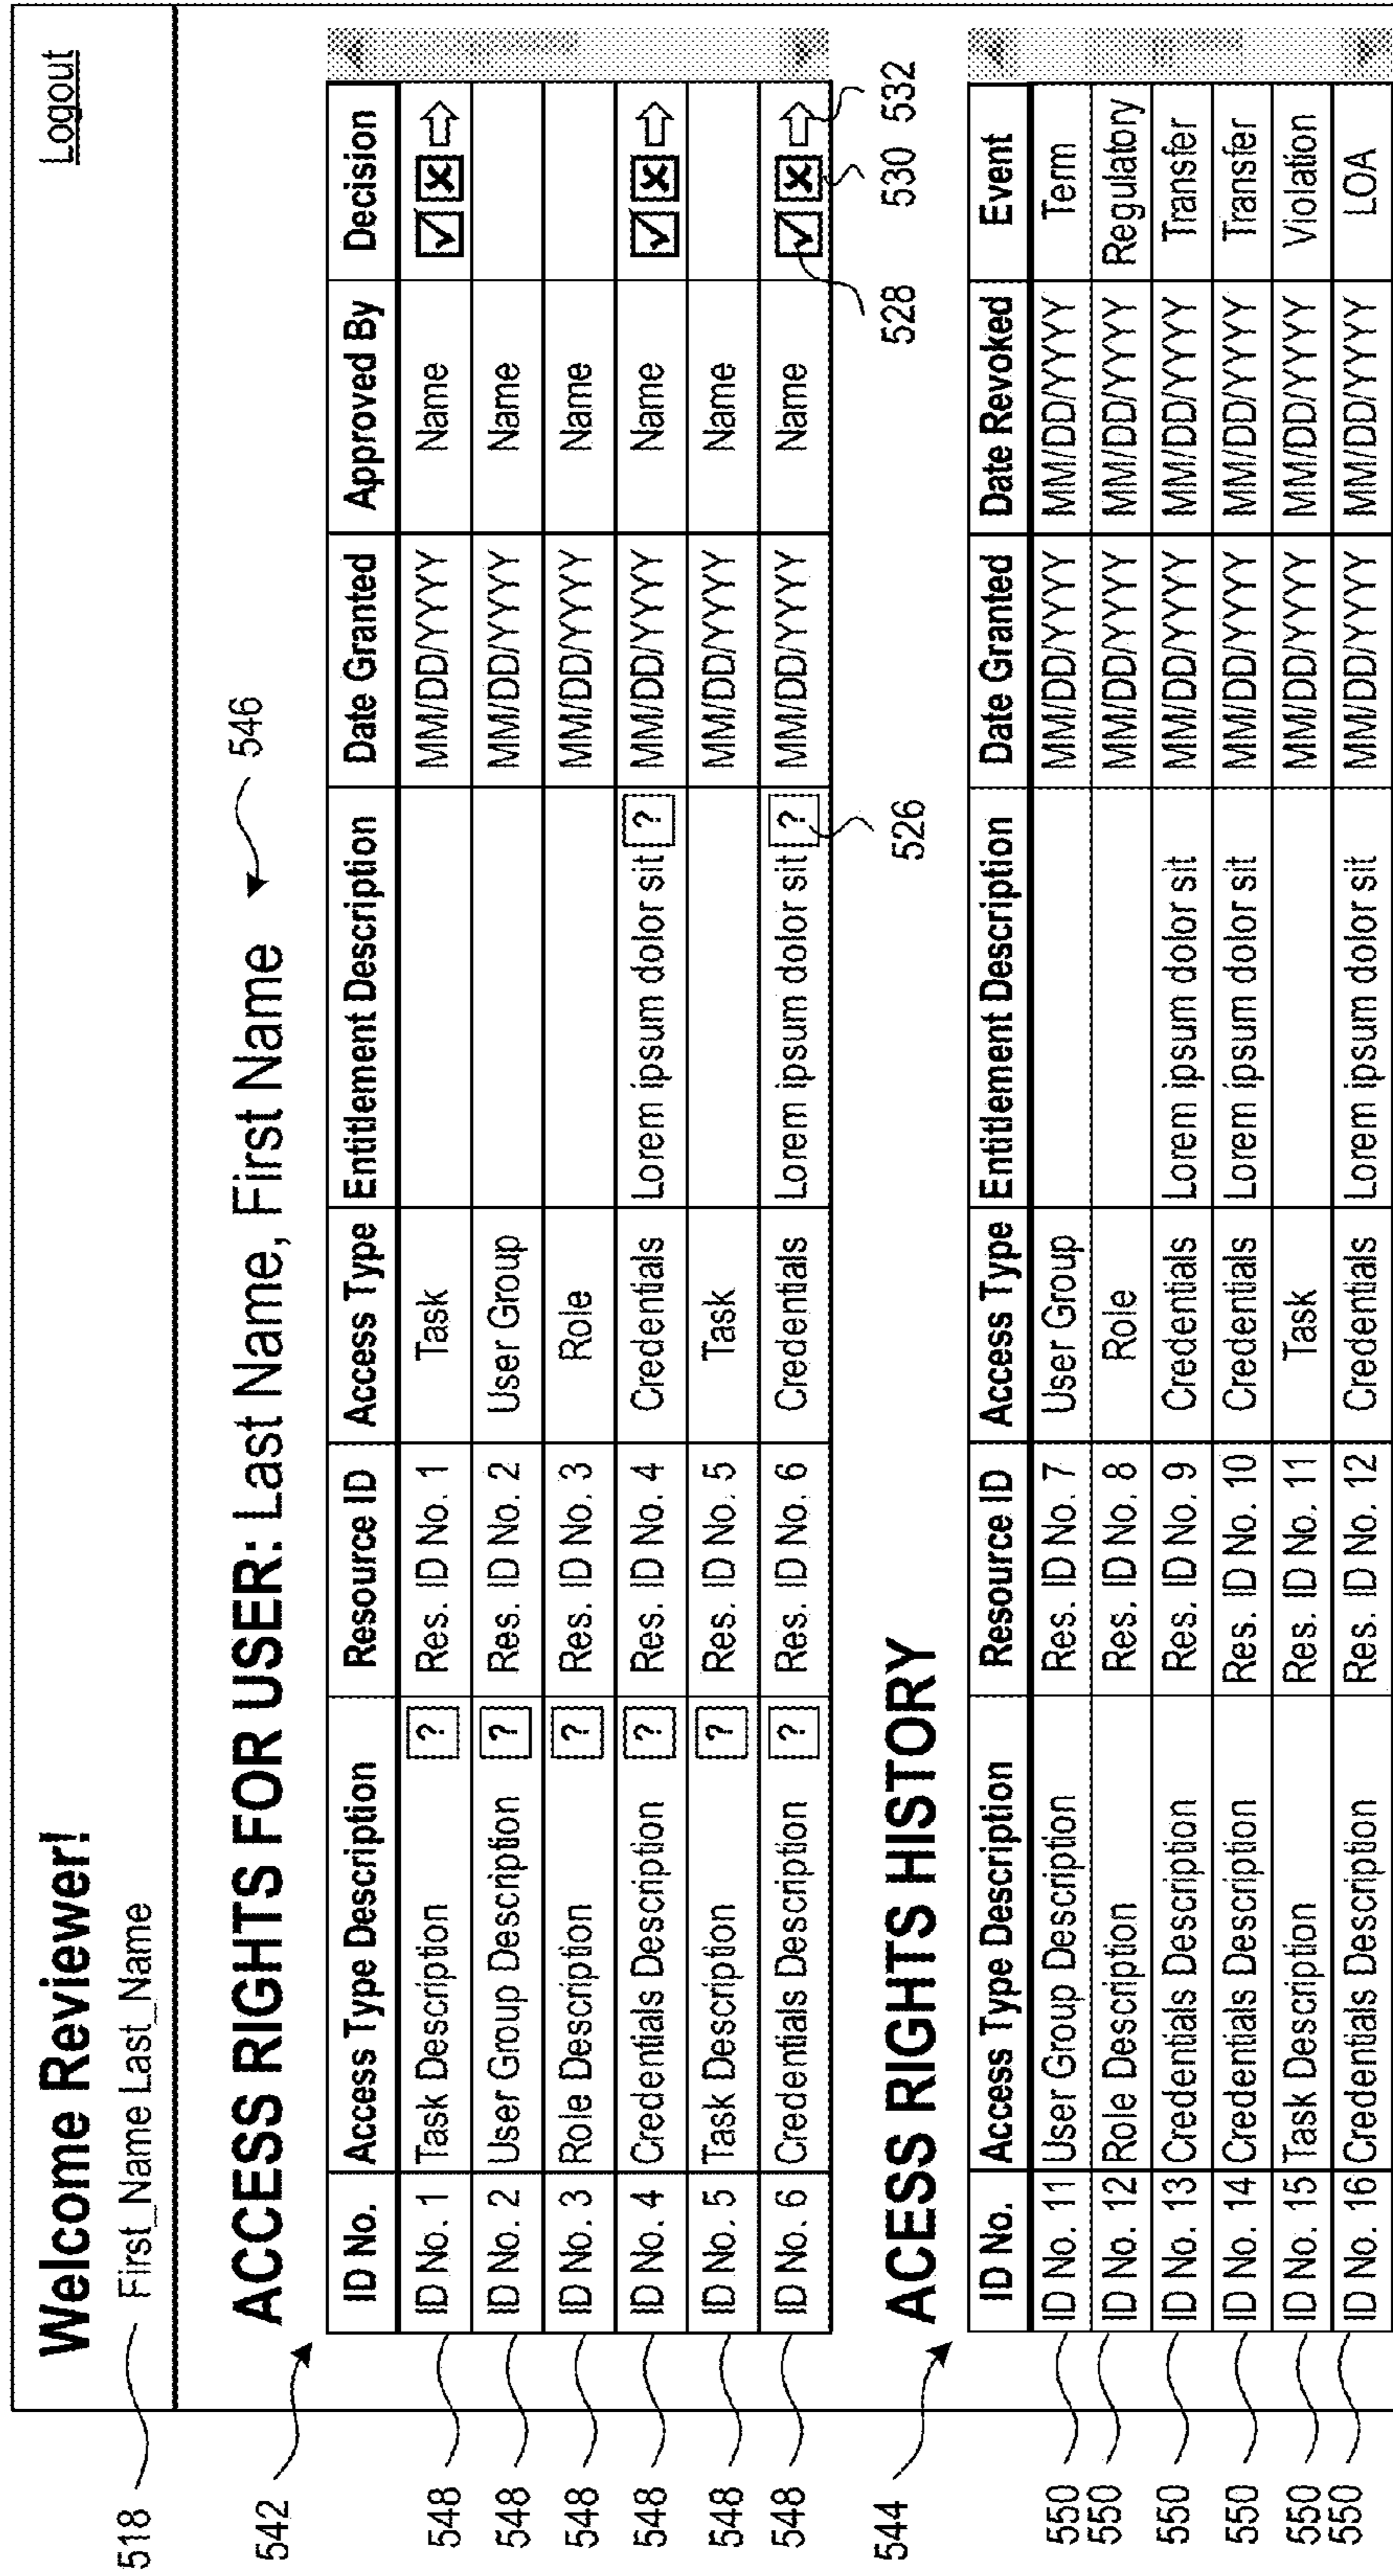 Welcome Reviewer!
Logout
518
First_Name Last_Name
ACCESS RIGHTS FOR USER: Last Name, First Name
546
542
ID No. Access Type Description Resource ID Access Type Entitlement Description Date Granted Approved By Decision
548 ID No. 1 Task Description ? Res. ID No. 1 Task MM/DD/YYYY Name
548 ID No. 2 User Group Description ? Res. ID No. 2 User Group MM/DD/YYYY Name
548 ID No. 3 Role Description ? Res. ID No. 3 Role MM/DD/YYYY Name
548 ID No. 4 Credentials Description ? Res. ID No. 4 Credentials Lorem ipsum dolor sit ? MM/DD/YYYY Name
548 ID No. 5 Task Description ? Res. ID No. 5 Task MM/DD/YYYY Name
548 ID No. 6 Credentials Description ? Res. ID No. 6 Credentials Lorem ipsum dolor sit ? MM/DD/YYYY Name
526 528 530 532
544
ACCESS RIGHTS HISTORY
ID No. Access Type Description Resource ID Access Type Entitlement Description Date Granted Date Revoked Event
550 ID No. 11 User Group Description Res. ID No. 7 User Group MM/DD/YYYY MM/DD/YYYY Term
550 ID No. 12 Role Description Res. ID No. 8 Role MM/DD/YYYY MM/DD/YYYY Regulatory
550 ID No. 13 Credentials Description Res. ID No. 9 Credentials Lorem ipsum dolor sit MM/DD/YYYY MM/DD/YYYY Transfer
550 ID No. 14 Credentials Description Res. ID No. 10 Credentials Lorem ipsum dolor sit MM/DD/YYYY MM/DD/YYYY Transfer
550 ID No. 15 Task Description Res. ID No. 11 Task MM/DD/YYYY MM/DD/YYYY Violation
550 ID No. 16 Credentials Description Res. ID No. 12 Credentials Lorem ipsum dolor sit MM/DD/YYYY MM/DD/YYYY LOA